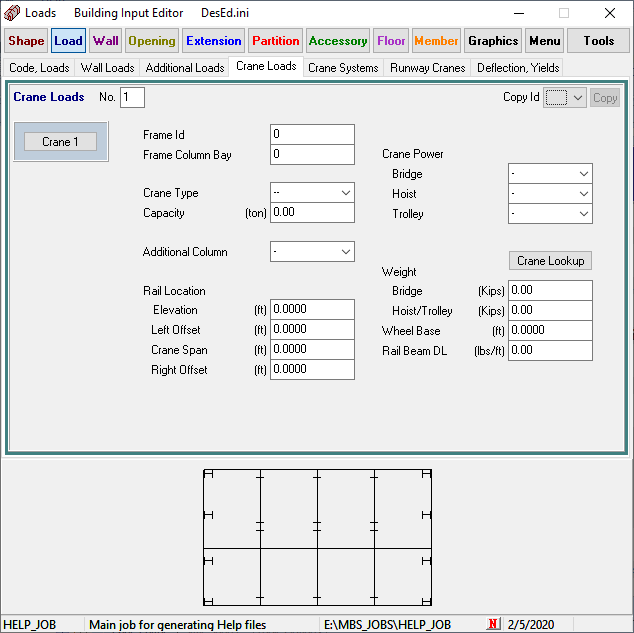 Loads Building Input Editor DesEd.ini
Shape Load Wall Opening Extension Partition Accessory Floor Member Graphics Menu Tools
Code, Loads Wall Loads Additional Loads Crane Loads Crane Systems Runway Cranes Deflection, Yields
Crane Loads No. 1 Copy Id Copy
Crane 1
Frame Id 0
Frame Column Bay 0
Crane Type --
Capacity (ton) 0.00
Additional Column -
Rail Location
Elevation (ft) 0.0000
Left Offset (ft) 0.0000
Crane Span (ft) 0.0000
Right Offset (ft) 0.0000
Crane Power
Bridge -
Hoist -
Trolley -
Crane Lookup
Weight
Bridge (Kips) 0.00
Hoist/Trolley (Kips) 0.00
Wheel Base (ft) 0.0000
Rail Beam DL (lbs/ft) 0.00
HELP_JOB Main job for generating Help files E:\MBS_JOBS\HELP_JOB N 2/5/2020